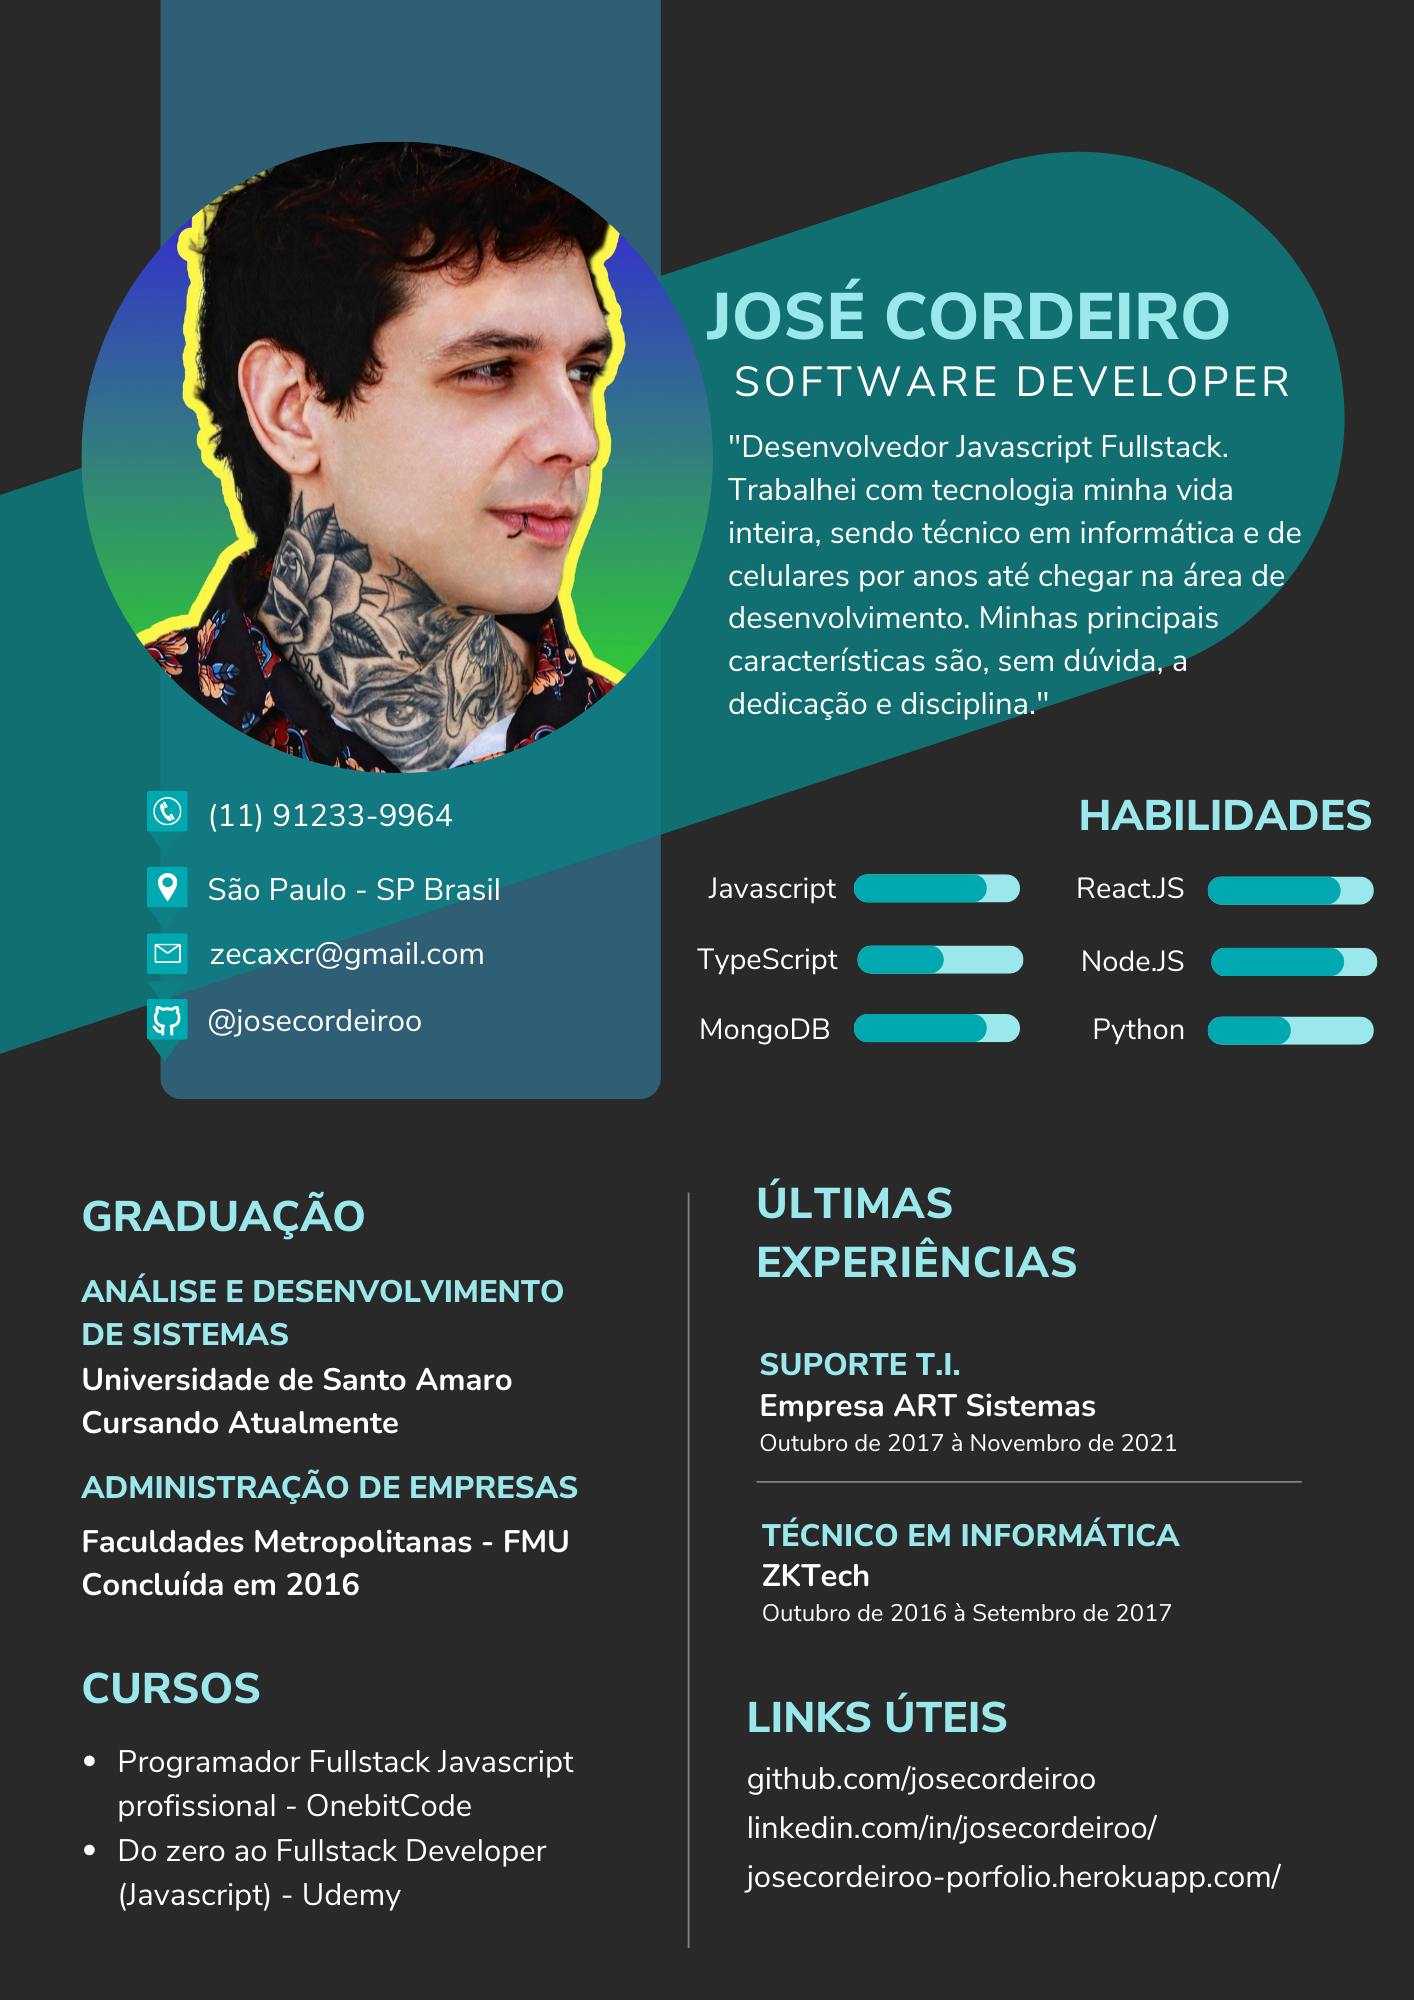 JOSÉ CORDEIRO
SOFTWARE DEVELOPER
"Desenvolvedor Javascript Fullstack.
Trabalhei com tecnologia minha vida
inteira, sendo técnico em informática e de
celulares por anos até chegar na área de
desenvolvimento. Minhas principais
características são, sem dúvida, a
dedicação e disciplina."
(11) 91233-9964
São Paulo - SP Brasil
zecaxcr@gmail.com
@josecordeiroo
HABILIDADES
Javascript
React.JS
TypeScript
Node.JS
MongoDB
Python
GRADUAÇÃO
ANÁLISE E DESENVOLVIMENTO
DE SISTEMAS
Universidade de Santo Amaro
Cursando Atualmente
ADMINISTRAÇÃO DE EMPRESAS
Faculdades Metropolitanas - FMU
Concluída em 2016
CURSOS
• Programador Fullstack Javascript
profissional - OnebitCode
• Do zero ao Fullstack Developer
(Javascript) - Udemy
ÚLTIMAS
EXPERIÊNCIAS
SUPORTE T.I.
Empresa ART Sistemas
Outubro de 2017 à Novembro de 2021
TÉCNICO EM INFORMÁTICA
ZKTech
Outubro de 2016 à Setembro de 2017
LINKS ÚTEIS
github.com/josecordeiroo
linkedin.com/in/josecordeiroo/
josecordeiroo-porfolio.herokuapp.com/